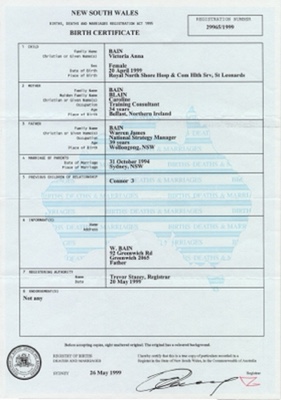 NEW SOUTH WALES
BIRTHS, DEATHS AND MARRIAGES REGISTRATION ACT 1995
BIRTH CERTIFICATE
REGISTRATION NUMBER
29965/1999
1 CHILD
Family Name BAIN
Christian or Given Name(s) Victoria Anna
Sex Female
Date of Birth 20 April 1999
Place of Birth Royal North Shore Hosp & Com Hlth Srv, St Leonards
2 MOTHER
Family Name BAIN
Maiden Family Name BLAIN
Christian or Given Name(s) Caroline
Occupation Training Consultant
Age 34 years
Place of Birth Belfast, Northern Ireland
3 FATHER
Family Name BAIN
Christian or Given Name(s) Warren James
Occupation National Strategy Manager
Age 39 years
Place of Birth Wollongong, NSW
4 MARRIAGE OF PARENTS
Date of Marriage 21 October 1994
Place of Marriage Sydney, NSW
5 PREVIOUS CHILDREN OF RELATIONSHIP
Connor 3
6 INFORMANT(S)
Name
Address
W. BAIN
92 Greenwich Rd
Greenwich 2065
Father
7 REGISTERING AUTHORITY
Name Trevor Stacey, Registrar
Date 20 May 1999
8 ENDORSEMENT(S)
Not any
Before accepting copies, sight unaltered original. The original has a coloured background.
REGISTRY OF BIRTHS
DEATHS AND MARRIAGES
I hereby certify that this is a true copy of particulars recorded in a
Register in the State of New South Wales, in the Commonwealth of Australia
SYDNEY 26 May 1999
Registrar